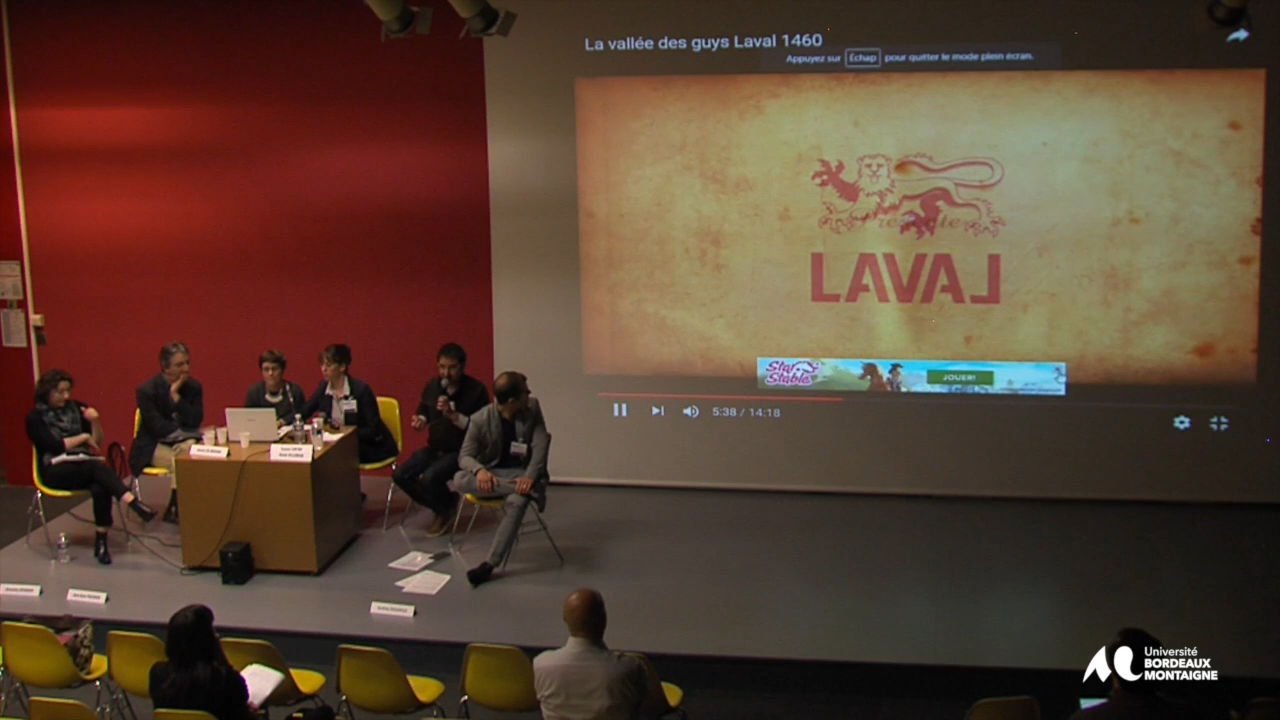 La vallée des guys Laval 1460
Appuyez sur Échap pour quitter le mode plein écran.
LAVAL
Star Stable
JOUER!
5:38 / 14:18
Université
BORDEAUX
MONTAIGNE